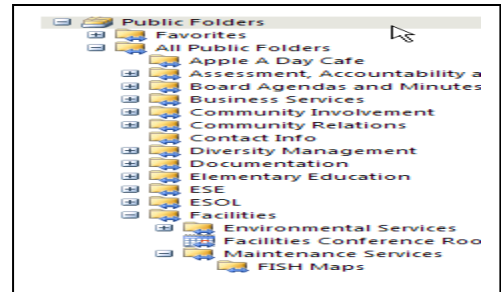 Public Folders
Favorites
All Public Folders
Apple A Day Cafe
Assessment, Accountability a
Board Agendas and Minutes
Business Services
Community Involvement
Community Relations
Contact Info
Diversity Management
Documentation
Elementary Education
ESE
ESOL
Facilities
Environmental Services
Facilities Conference Roo
Maintenance Services
FISH Maps